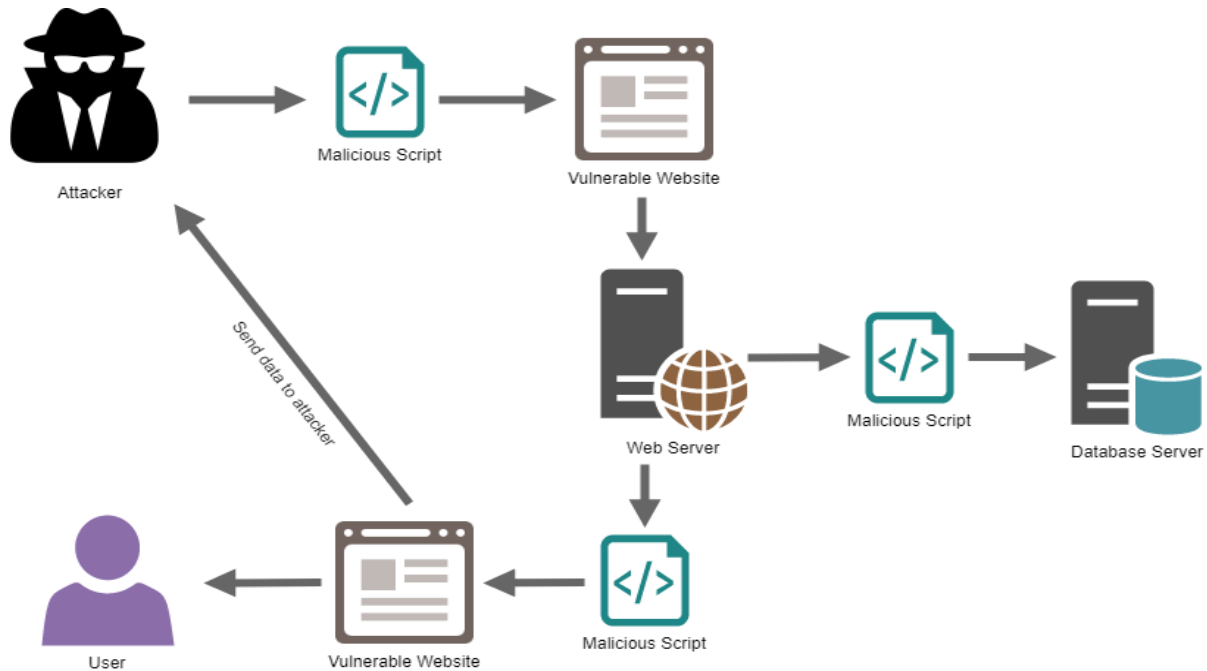 Malicious Script
Vulnerable Website
Attacker
Send data to attacker
Malicious Script
Web Server
Database Server
Malicious Script
User
Vulnerable Website